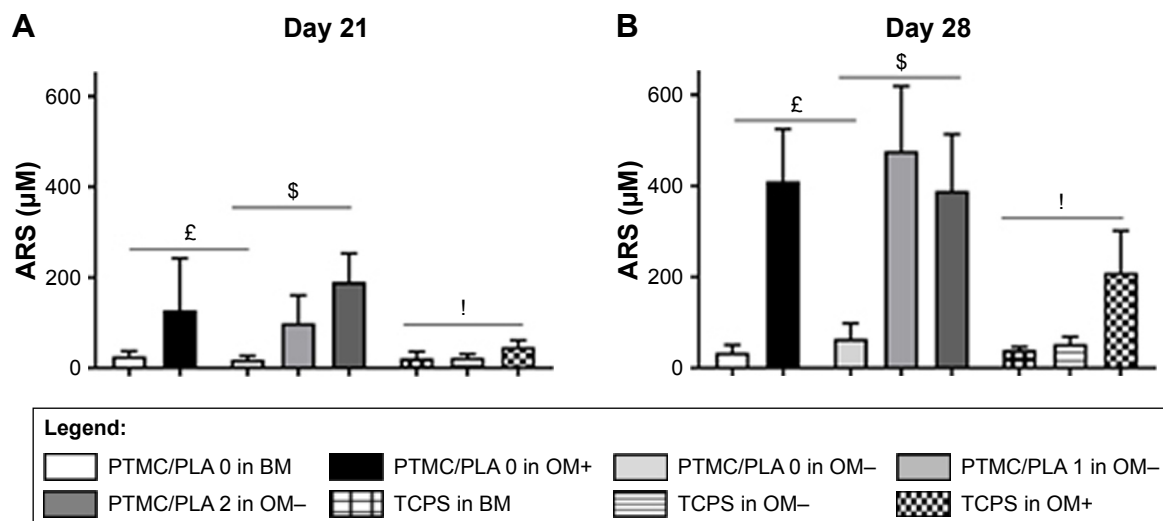 A
Day 21
ARS (µM)
600
400
200
0
£
$
!
B
Day 28
ARS (µM)
600
400
200
0
£
$
!
Legend:
PTMC/PLA 0 in BM
PTMC/PLA 0 in OM+
PTMC/PLA 0 in OM–
PTMC/PLA 1 in OM–
PTMC/PLA 2 in OM–
TCPS in BM
TCPS in OM–
TCPS in OM+